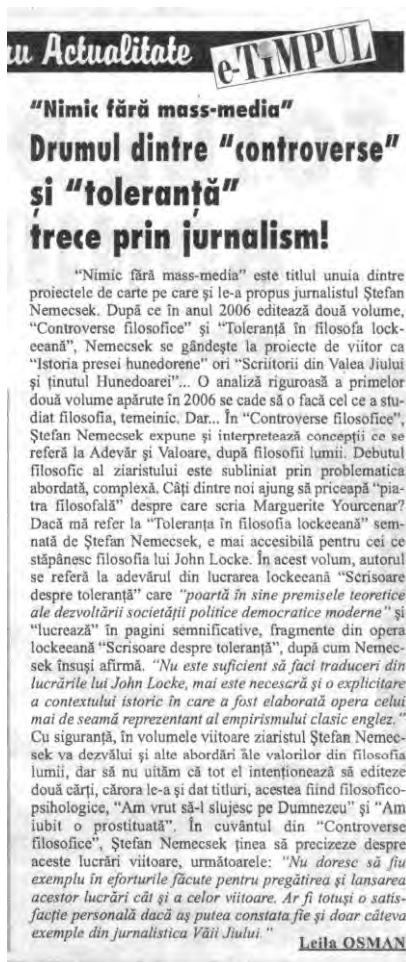 au Actualitate
e-TiMPUL
"Nimic fără mass-media"
Drumul dintre "controverse"
și "toleranță"
trece prin jurnalism!
"Nimic fără mass-media" este titlul unuia dintre
proiectele de carte pe care și le-a propus jurnalistul Ștefan
Nemecsek. După ce în anul 2006 editează două volume,
"Controverse filosofice" și "Toleranță în filosofa lock-
eeană", Nemecsek se gândește la proiecte de viitor ca
"Istoria presei hunedorene" ori "Scriitorii din Valea Jiului
și ținutul Hunedoarei"... O analiză riguroasă a primelor
două volume apărute în 2006 se cade să o facă cel ce a stu-
diat filosofia, temeinic. Dar... În "Controverse filosofice",
Ștefan Nemecsek expune și interpretează concepții ce se
referă la Adevăr și Valoare, după filosofii lumii. Debutul
filosofic al ziaristului este subliniat prin problematica
abordată, complexă. Câți dintre noi ajung să priceapă "pia-
tra filosofală" despre care scria Marguerite Yourcenar?
Dacă mă refer la "Toleranța în filosofia lockeeană" sem-
nată de Ștefan Nemecsek, e mai accesibilă pentru cei ce
stăpânesc filosofia lui John Locke. În acest volum, autorul
se referă la adevărul din lucrarea lockeeană "Scrisoare
despre toleranță" care "poartă în sine premisele teoretice
ale dezvoltării societății politice democratice moderne" și
"lucrează" în pagini semnificative, fragmente din opera
lockeeană "Scrisoare despre toleranță", după cum Nemec-
sek însuși afirmă. "Nu este suficient să faci traduceri din
lucrările lui John Locke, mai este necesară și o explicitare
a contextului istoric în care a fost elaborată opera celui
mai de seamă reprezentant al empirismului clasic englez."
Cu siguranță, în volumele viitoare ziaristul Ștefan Nemec-
sek va dezvălui și alte abordări ale valorilor din filosofia
lumii, dar să nu uităm că tot el intenționează să editeze
două cărți, cărora le-a și dat titluri, acestea fiind filosofico-
psihologice, "Am vrut să-l slujesc pe Dumnezeu" și "Am
iubit o prostituată". În cuvântul din "Controverse
filosofice", Ștefan Nemecsek ținea să precizeze despre
aceste lucrări viitoare, următoarele: "Nu doresc să fiu
exemplu în eforturile făcute pentru pregătirea și lansarea
acestor lucrări cât și a celor viitoare. Ar fi totuși o satis-
facție personală dacă aș putea constata fie și doar câteva
exemple din jurnalistica Văii Jiului."
Leila OSMAN